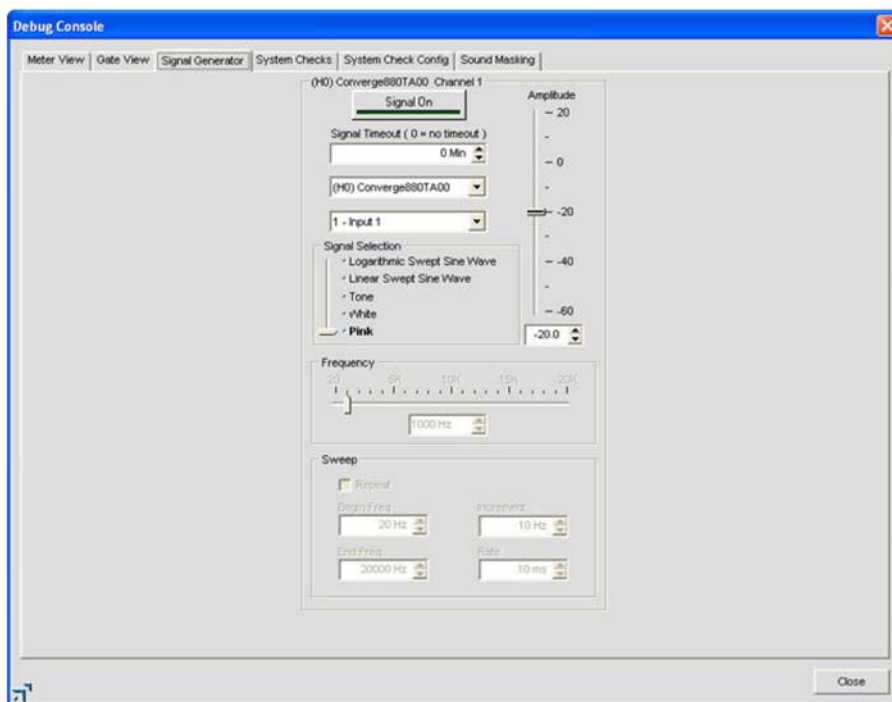 Debug Console
Meter View
Gate View
Signal Generator
System Checks
System Check Config
Sound Masking
(H0) Converge880TA00 Channel 1
Signal On
Signal Timeout ( 0 = no timeout )
0 Min
(H0) Converge880TA00
1 - Input 1
Signal Selection
Logarithmic Swept Sine Wave
Linear Swept Sine Wave
Tone
White
Pink
Amplitude
20
0
-20
-40
-60
-20.0
Frequency
20 5K 10K 15K 20K
1000 Hz
Sweep
Repeat
Begin Freq Increment
20 Hz 10 Hz
End Freq Rate
20000 Hz 10 ms
Close